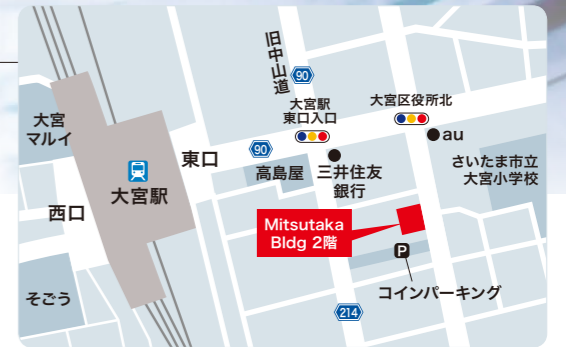 旧中山道
90
大宮駅
東口入口
大宮区役所北
大宮
マルイ
au
東口
90
高島屋
三井住友
銀行
さいたま市立
大宮小学校
大宮駅
西口
Mitsutaka
Bldg 2階
P
コインパーキング
そごう
214